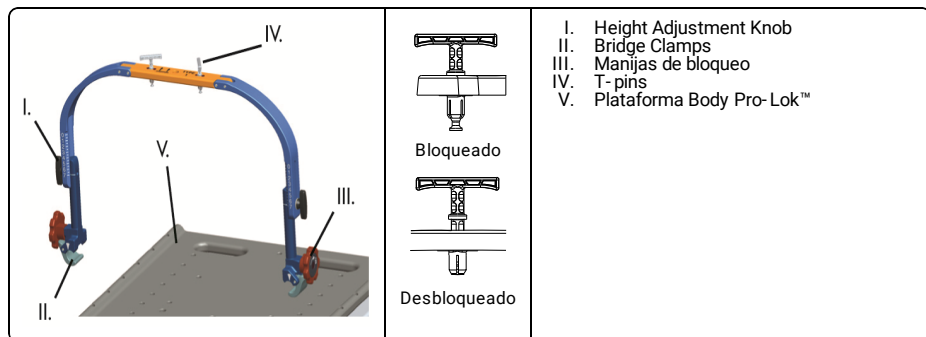 IV.
I.
V.
III.
II.
Bloqueado
Desbloqueado
I. Height Adjustment Knob
II. Bridge Clamps
III. Manijas de bloqueo
IV. T-pins
V. Plataforma Body Pro-Lok™